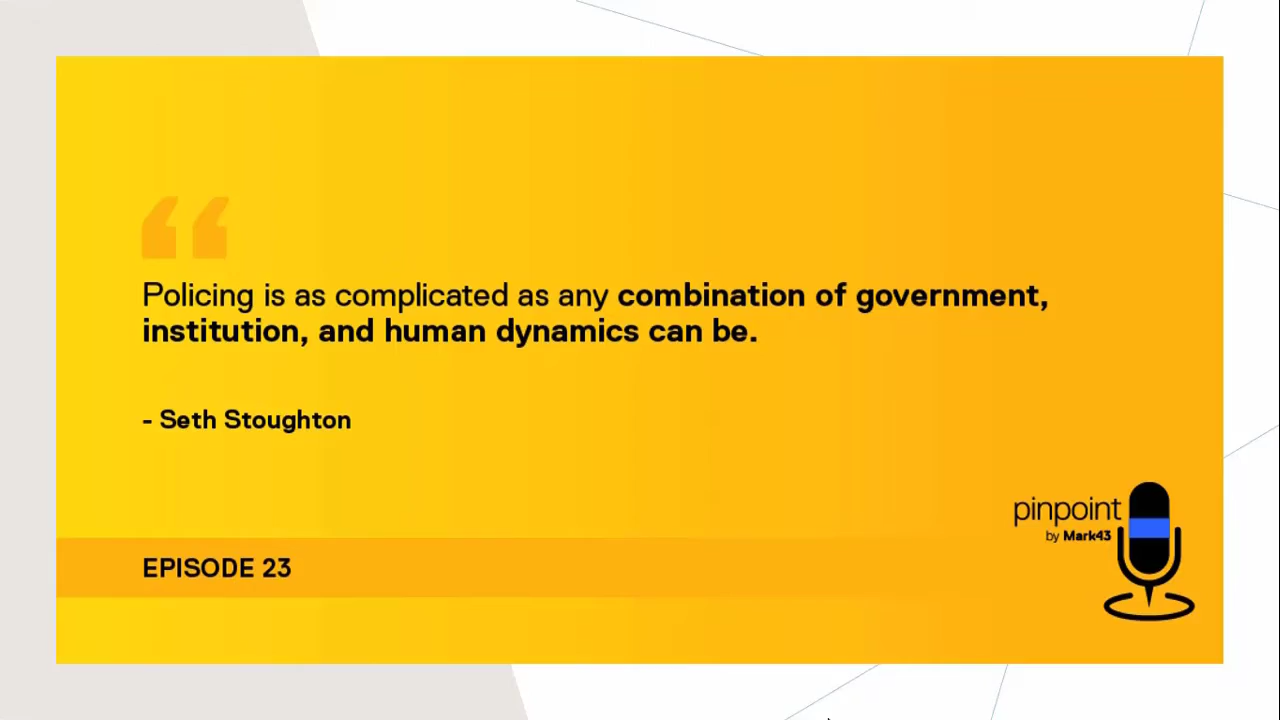 Policing is as complicated as any combination of government,
institution, and human dynamics can be.
- Seth Stoughton
pinpoint
by Mark43
EPISODE 23